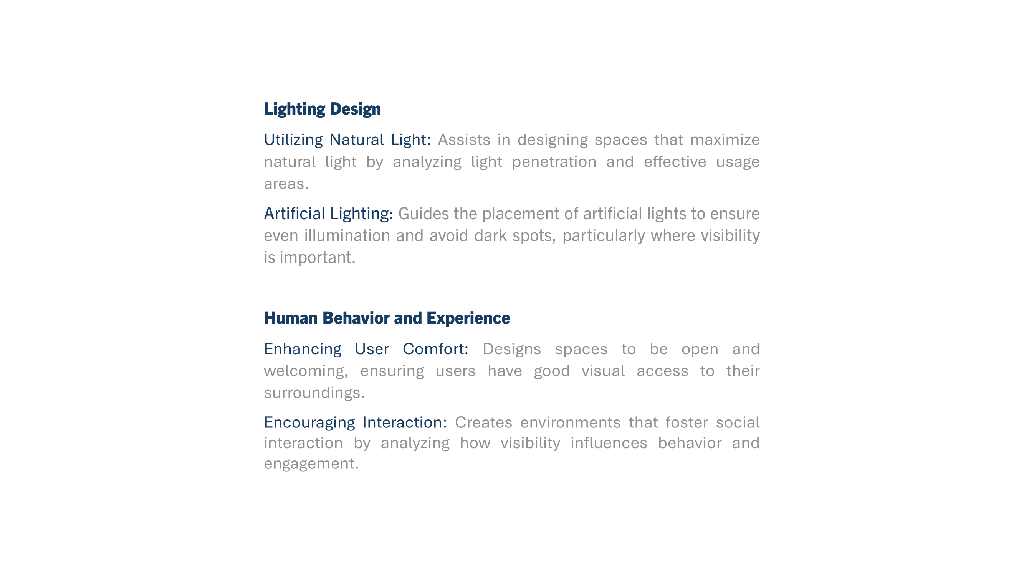 Lighting Design
Utilizing Natural Light: Assists in designing spaces that maximize
natural light by analyzing light penetration and effective usage
areas.
Artificial Lighting: Guides the placement of artificial lights to ensure
even illumination and avoid dark spots, particularly where visibility
is important.
Human Behavior and Experience
Enhancing User Comfort: Designs spaces to be open and
welcoming, ensuring users have good visual access to their
surroundings.
Encouraging Interaction: Creates environments that foster social
interaction by analyzing how visibility influences behavior and
engagement.